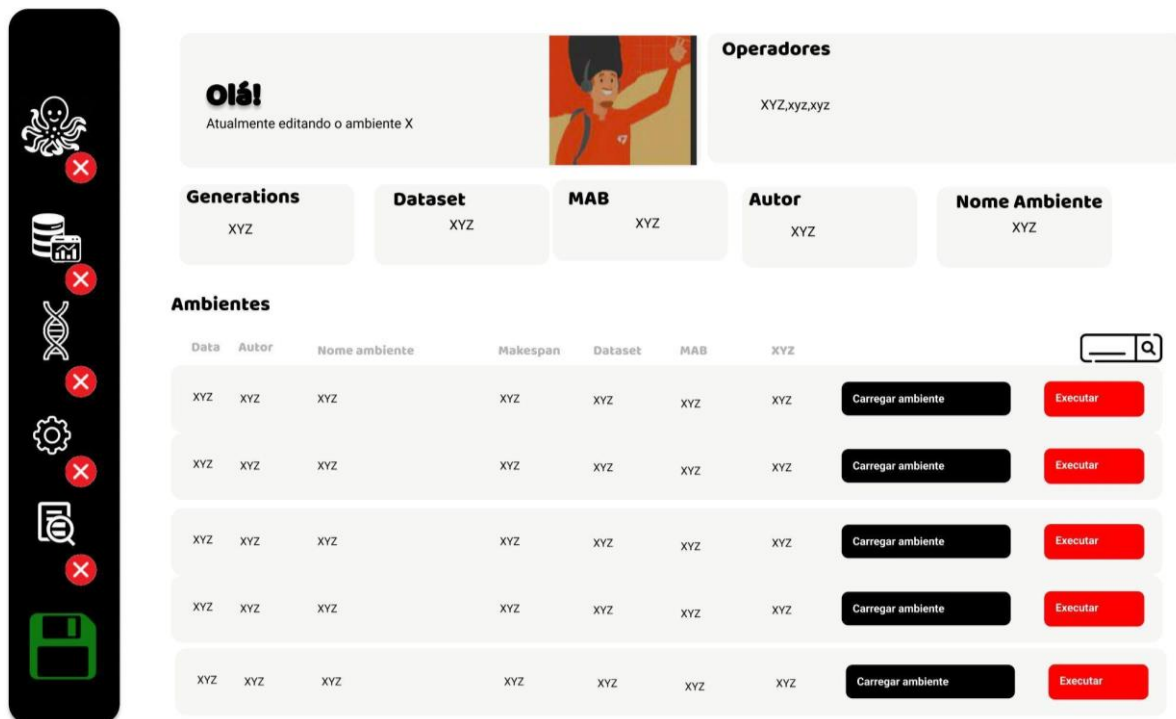 Olá!
Atualmente editando o ambiente X
Operadores
XYZ,xyz,xyz
Generations
XYZ
Dataset
XYZ
MAB
XYZ
Autor
XYZ
Nome Ambiente
XYZ
Ambientes
Data Autor Nome ambiente Makespan Dataset MAB XYZ
XYZ XYZ XYZ XYZ XYZ XYZ XYZ Carregar ambiente Executar
XYZ XYZ XYZ XYZ XYZ XYZ XYZ Carregar ambiente Executar
XYZ XYZ XYZ XYZ XYZ XYZ XYZ Carregar ambiente Executar
XYZ XYZ XYZ XYZ XYZ XYZ XYZ Carregar ambiente Executar
XYZ XYZ XYZ XYZ XYZ XYZ XYZ Carregar ambiente Executar